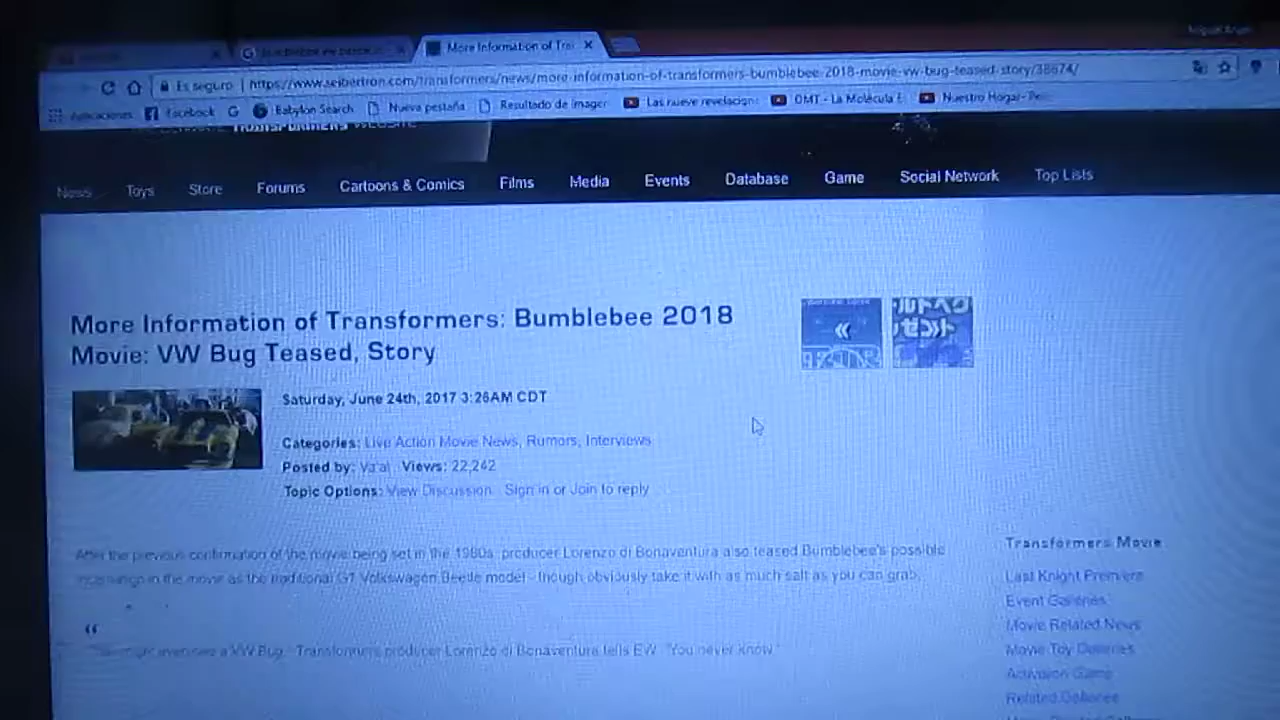 More Information of Tra
Es seguro | https://www.seibertron.com/transformers/news/more-information-of-transformers-bumblebee-2018-movie-vw-bug-teased-story/38674/
Aplicaciones Facebook G Babylon Search Nueva pestaña Resultado de imagen Las nueve revelacion DMT - La Molécula E Nuestro Hogar-
TRANSFORMERS WEBSITE
News Toys Store Forums Cartoons & Comics Films Media Events Database Game Social Network Top Lists
More Information of Transformers: Bumblebee 2018
Movie: VW Bug Teased, Story
Saturday, June 24th, 2017 3:26AM CDT
Categories: Live Action Movie News, Rumors, Interviews
Posted by: Va'al Views: 22,242
Topic Options: View Discussion Sign in or Join to reply
After the previous confirmation of the movie being set in the 1980s, producer Lorenzo di Bonaventura also teased Bumblebee's possible
in the movie as the traditional G1 Volkswagen Beetle model - though obviously take it with as much salt as you can grab.
“
a VW Bug, Transformers producer Lorenzo di Bonaventura tells EW. "You never know."
Transformers Movie
Last Knight Premiere
Event Galleries
Movie Related News
Movie Toy Galleries
Activision Game
Related Galleries